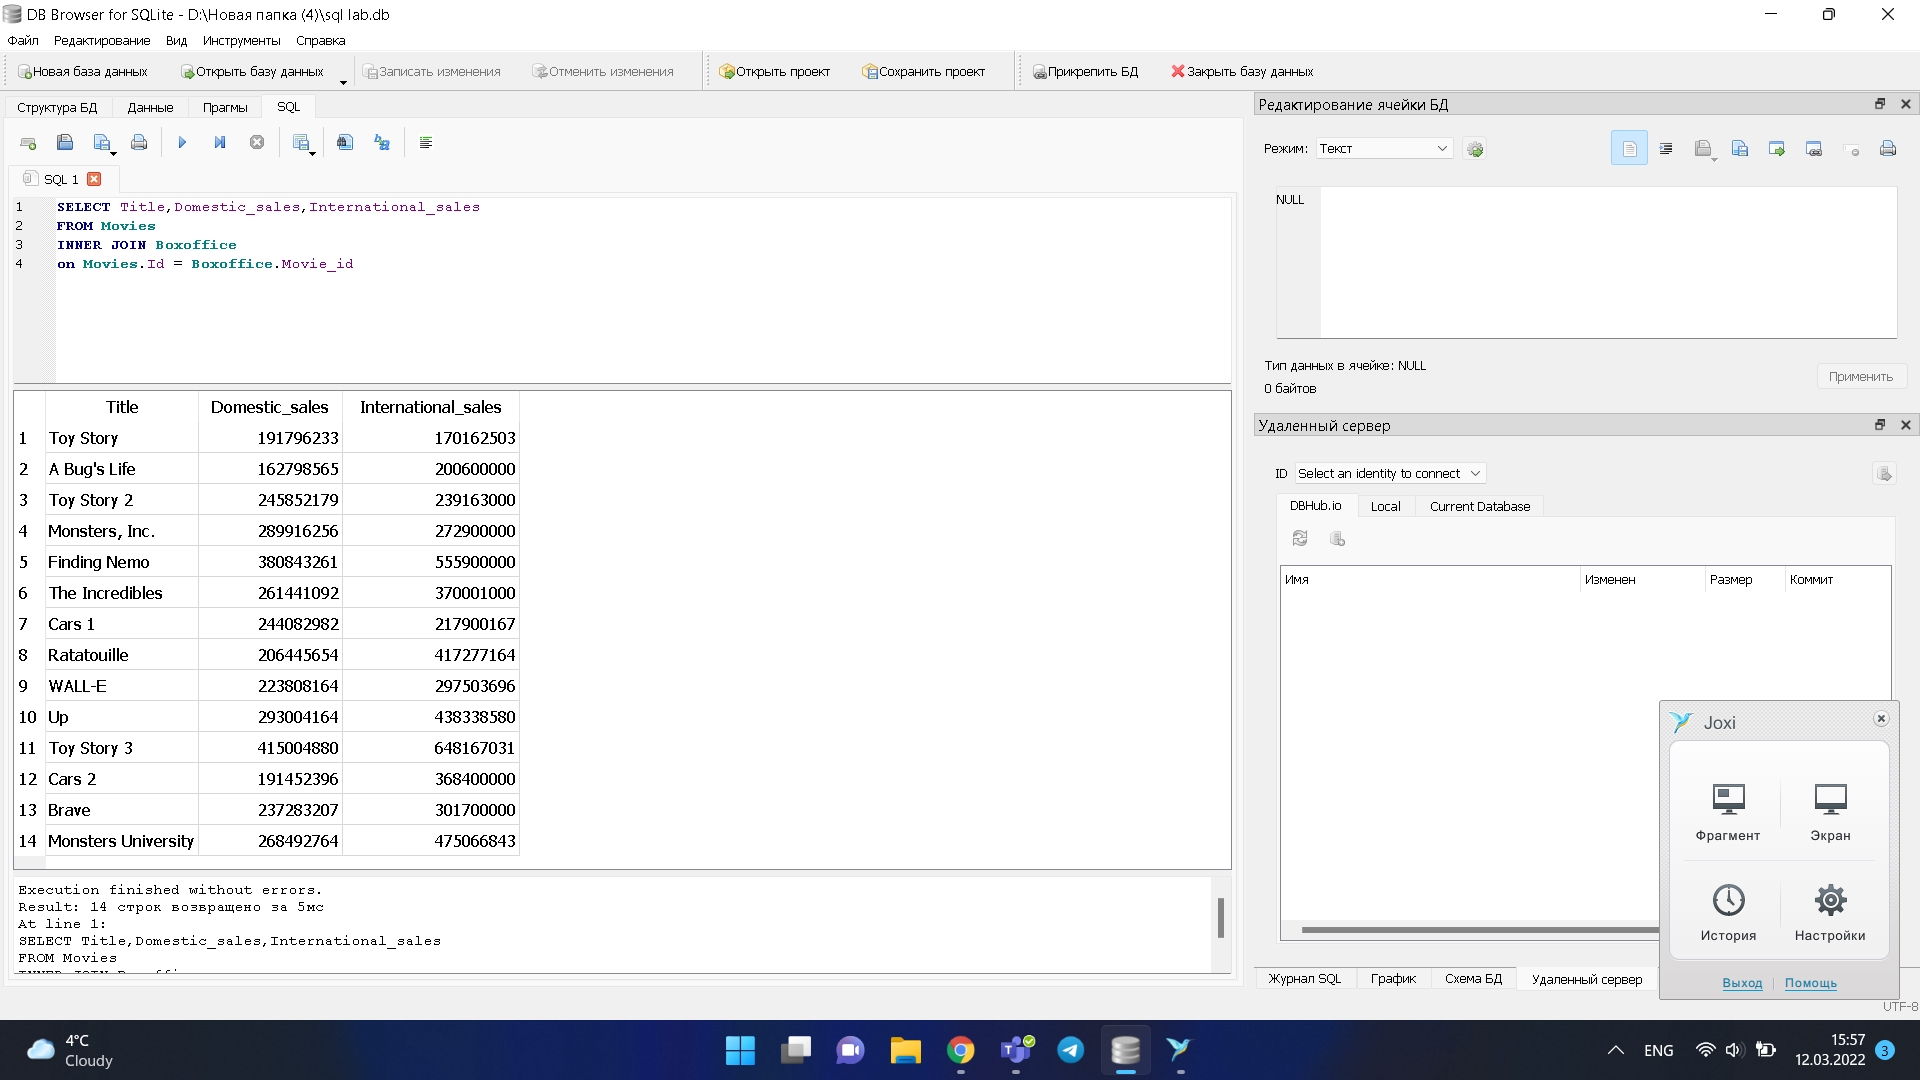 DB Browser for SQLite - D:\Новая папка (4)\sql lab.db
Файл Редактирование Вид Инструменты Справка
Новая база данных Открыть базу данных Записать изменения Отменить изменения Открыть проект Сохранить проект Прикрепить БД Закрыть базу данных
Структура БД Данные Прагмы SQL
SQL 1
1 SELECT Title,Domestic_sales,International_sales
2 FROM Movies
3 INNER JOIN Boxoffice
4 on Movies.Id = Boxoffice.Movie_id
Title Domestic_sales International_sales
1 Toy Story 191796233 170162503
2 A Bug's Life 162798565 200600000
3 Toy Story 2 245852179 239163000
4 Monsters, Inc. 289916256 272900000
5 Finding Nemo 380843261 555900000
6 The Incredibles 261441092 370001000
7 Cars 1 244082982 217900167
8 Ratatouille 206445654 417277164
9 WALL-E 223808164 297503696
10 Up 293004164 438338580
11 Toy Story 3 415004880 648167031
12 Cars 2 191452396 368400000
13 Brave 237283207 301700000
14 Monsters University 268492764 475066843
Execution finished without errors.
Result: 14 строк возвращено за 5мс
At line 1:
SELECT Title,Domestic_sales,International_sales
FROM Movies
Редактирование ячейки БД
Режим: Текст
NULL
Тип данных в ячейке: NULL
0 байтов
Применить
Удаленный сервер
ID Select an identity to connect
DBHub.io Local Current Database
Имя Изменен Размер Коммит
Joxi
Фрагмент Экран
История Настройки
Выход | Помощь
Журнал SQL График Схема БД Удаленный сервер
UTF-8
4°C
Cloudy
ENG
15:57
12.03.2022
3